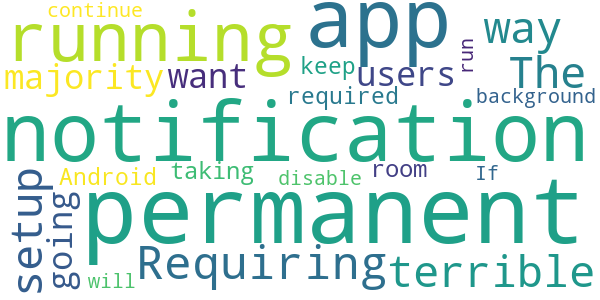 continue
running
app
way
majority
want
keep
users
run
The
required
background
notification
Android
taking
disable
room
If
setup
going
permanent
will
Requiring
terrible